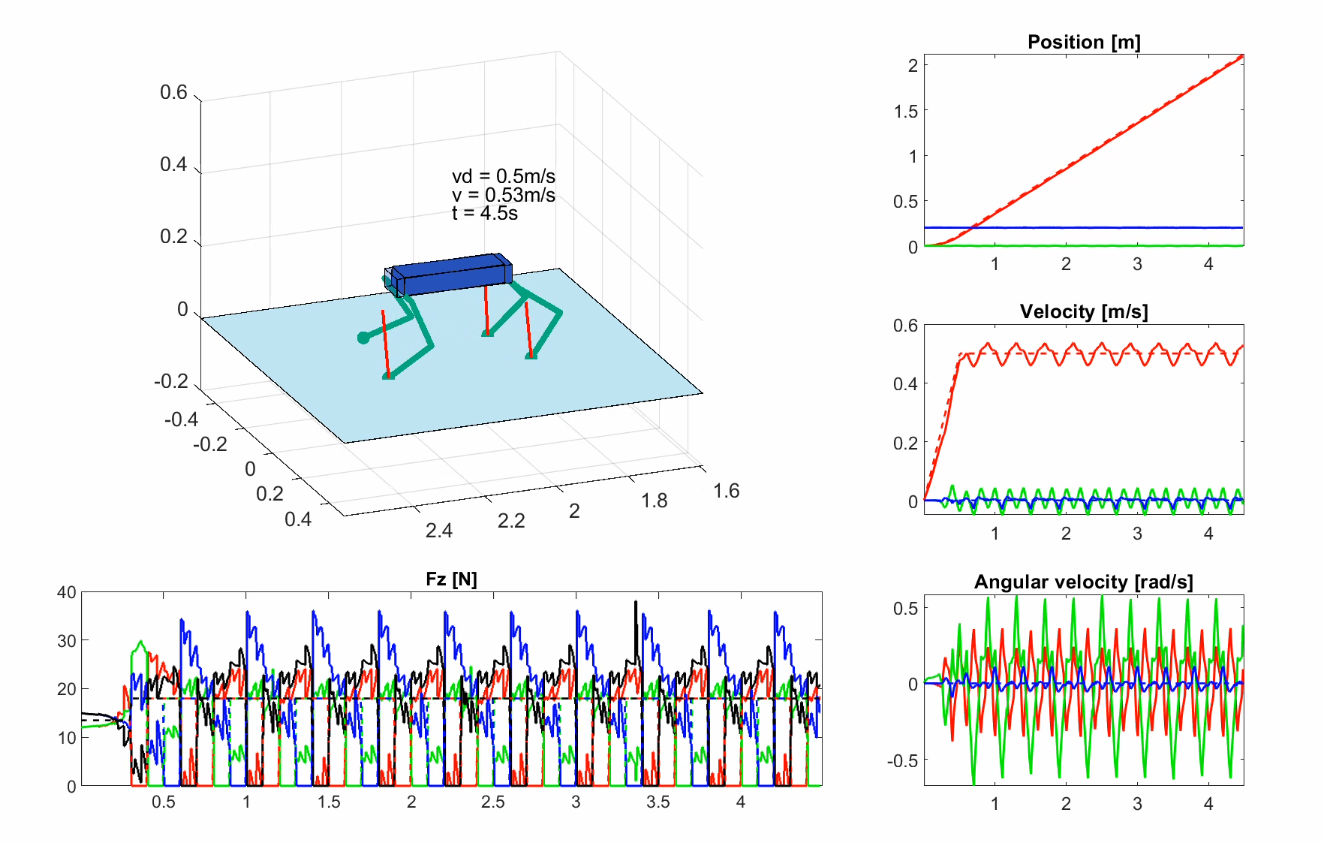 0.6
0.4
0.2
0
-0.2
-0.4
-0.2
0
0.2
0.4
2.4
2.2
2
1.8
1.6
vd = 0.5m/s
v = 0.53m/s
t = 4.5s
Position [m]
2
1.5
1
0.5
0
1 2 3 4
Velocity [m/s]
0.6
0.4
0.2
0
1 2 3 4
Fz [N]
40
30
20
10
0
0.5 1 1.5 2 2.5 3 3.5 4
Angular velocity [rad/s]
0.5
0
-0.5
1 2 3 4